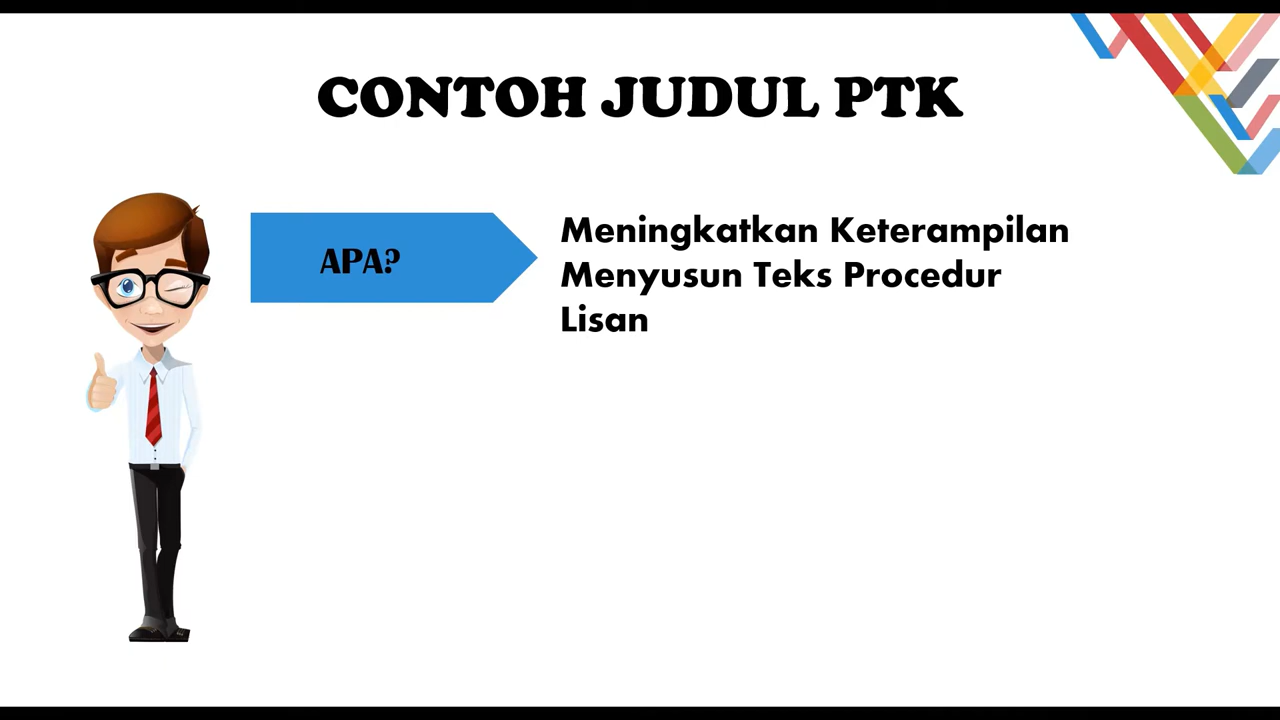 CONTOH JUDUL PTK
APA?
Meningkatkan Keterampilan
Menyusun Teks Procedur
Lisan